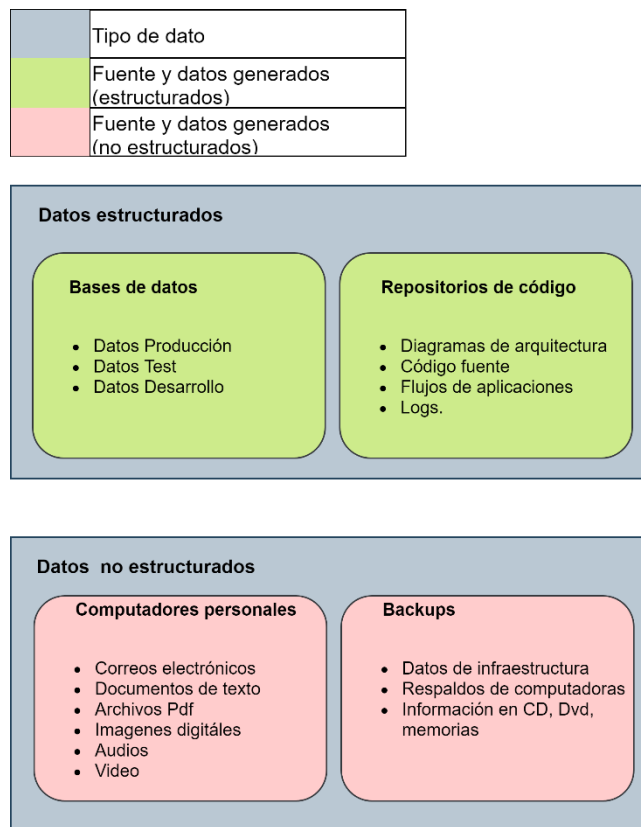 Tipo de dato
Fuente y datos generados
(estructurados)
Fuente y datos generados
(no estructurados)
Datos estructurados
Bases de datos
• Datos Producción
• Datos Test
• Datos Desarrollo
Repositorios de código
• Diagramas de arquitectura
• Código fuente
• Flujos de aplicaciones
• Logs.
Datos no estructurados
Computadores personales
• Correos electrónicos
• Documentos de texto
• Archivos Pdf
• Imagenes digitáles
• Audios
• Video
Backups
• Datos de infraestructura
• Respaldos de computadoras
• Información en CD, Dvd,
memorias